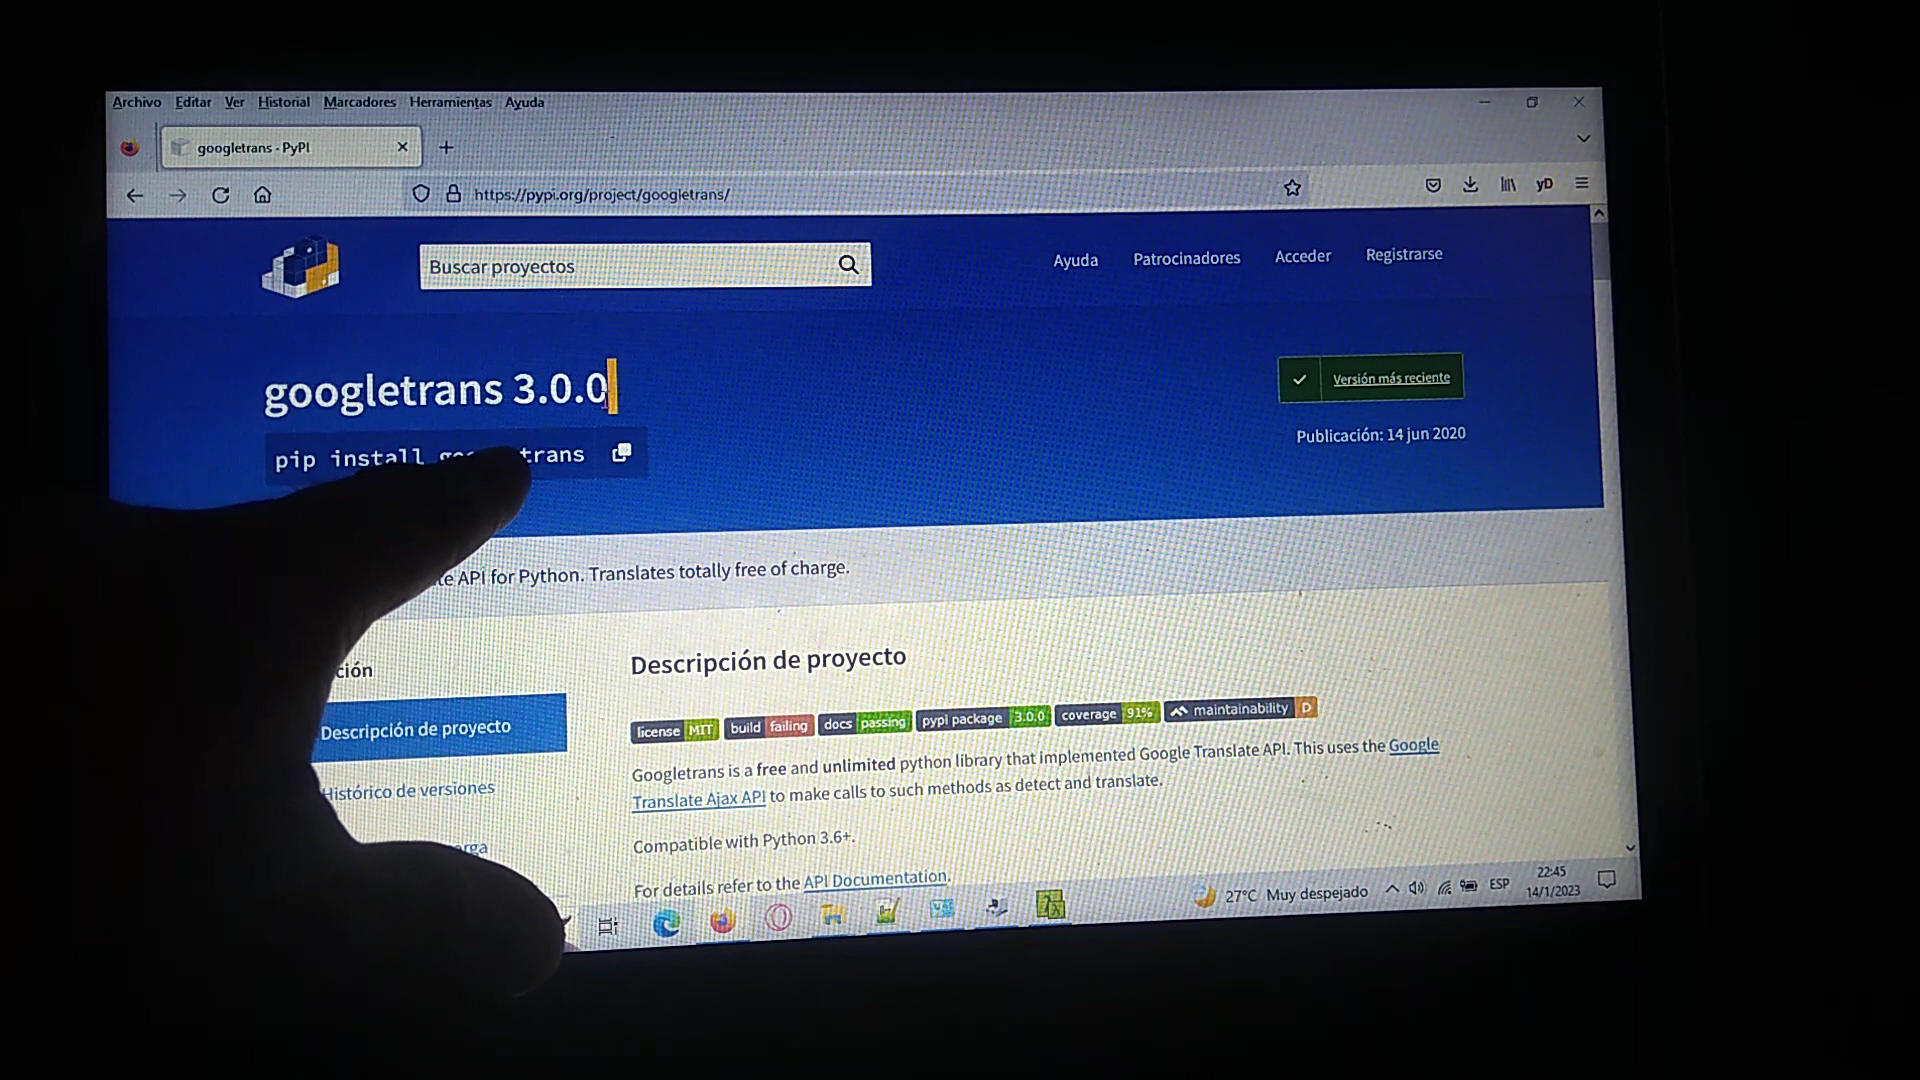 Archivo Editar Ver Historial Marcadores Herramientas Ayuda
googletrans - PyPI
https://pypi.org/project/googletrans/
yD
Buscar proyectos
Ayuda Patrocinadores Acceder Registrarse
googletrans 3.0.0
Versión más reciente
pip install trans
Publicación: 14 jun 2020
API for Python. Translates totally free of charge.
Descripción de proyecto
Descripción de proyecto
license MIT build failing docs passing pypi package 3.0.0 coverage 91% maintainability D
Googletrans is a free and unlimited python library that implemented Google Translate API. This uses the Google
Translate Ajax API to make calls to such methods as detect and translate.
Histórico de versiones
Compatible with Python 3.6+.
For details refer to the API Documentation.
27°C Muy despejado ESP 22:45
14/1/2023